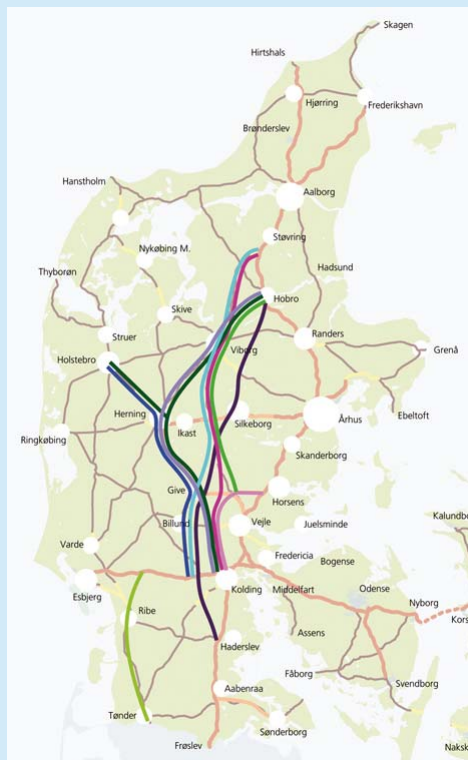 Skagen
Hirtshals
Hjørring
Frederikshavn
Brønderslev
Hanstholm
Aalborg
Støvring
Nykøbing M.
Hadsund
Thyborøn
Hobro
Skive
Struer
Randers
Viborg
Grenå
Holstebro
Herning
Silkeborg
Ebeltoft
Ikast
Århus
Ringkøbing
Skanderborg
Give
Horsens
Billund
Vejle
Juelsminde
Kalundb
Varde
Fredericia
Bogense
Esbjerg
Kolding
Middelfart
Odense
Ribe
Nyborg
Kors
Assens
Haderslev
Fåborg
Aabenraa
Svendborg
Tønder
Sønderborg
Frøslev
Naksk